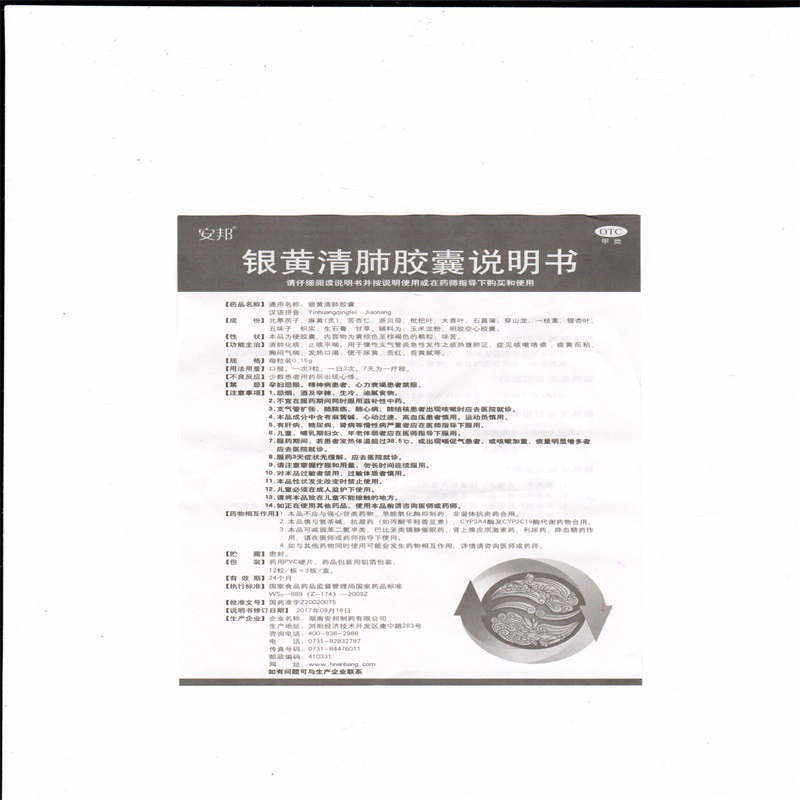 安邦
OTC
甲 类
银黄清肺胶囊说明书
请仔细阅读说明书并按说明使用或在药师指导下购买和使用
【药品名称】通用名称：银黄清肺胶囊
汉语拼音：Yinhuangqingfei Jiaonang
【成 份】北葶苈子、麻黄(炙)、苦杏仁、浙贝母、枇杷叶、大青叶、石菖蒲、穿山龙、一枝蒿、银杏叶、
五味子、枳实、生石膏、甘草。辅料为：玉米淀粉、明胶空心胶囊。
【性 状】本品为硬胶囊，内容物为黄棕色至棕褐色的颗粒，味苦。
【功能主治】清肺化痰，止咳平喘。用于慢性支气管炎急性发作之痰热壅肺证，症见咳嗽咯痰，痰黄而粘，
胸闷气喘，发热口渴，便干尿黄，舌红，苔黄腻等。
【规 格】每粒装0.15g
【用法用量】口服，一次3粒，一日3次。7天为一疗程。
【不良反应】少数患者用药后出现心悸。
【禁 忌】孕妇忌服。精神病患者、心力衰竭患者禁服。
【注意事项】1.忌烟、酒及辛辣、生冷、油腻食物。
2.不宜在服药期间同时服用滋补性中药。
3.支气管扩张、肺脓疡、肺心病、肺结核患者出现咳嗽时应去医院就诊。
4.本品成分中含有麻黄碱，心动过速、高血压患者慎用。运动员慎用。
5.有肝病、糖尿病、肾病等慢性病严重者应在医师指导下服用。
6.儿童、哺乳期妇女、年老体弱者应在医师指导下服用。
7.服药期间，若患者发热体温超过38.5℃，或出现喘促气急者，或咳嗽加重，痰量明显增多者
应去医院就诊。
8.服药3天症状无缓解，应去医院就诊。
9.请注意掌握疗程和用量，勿长时间连续服用。
10.对本品过敏者禁用，过敏体质者慎用。
11.本品性状发生改变时禁止使用。
12.儿童必须在成人监护下使用。
13.请将本品放在儿童不能接触的地方。
14.如正在使用其他药品，使用本品前请咨询医师或药师。
【药物相互作用】1.本品不应与强心苷类药物、单胺氧化酶抑制药、非甾体抗炎药合用。
2.本品慎与氨茶碱、抗凝药（如丙酮苄羟香豆素）、CYP3A4酶及CYP2C19酶代谢药物合用。
3.本品可减弱苯二氮卓类、巴比妥类镇静催眠药、肾上腺皮质激素药、利尿药、降血糖药作
用，请在医师或药师指导下使用。
4.如与其他药物同时使用可能会发生药物相互作用，详情请咨询医师或药师。
【贮 藏】密封。
【包 装】药用PVC硬片、药品包装用铝箔包装，
12粒/板×3板/盒。
【有 效 期】24个月
【执行标准】国家食品药品监督管理局国家药品标准
WS₃—689（Z—174）—2009Z
【批准文号】国药准字Z20020075
【说明书修订日期】2017年09月18日
【生产企业】企业名称：湖南安邦制药有限公司
生产地址：浏阳经济技术开发区康宁路283号
咨询电话：400—838—2988
电 话：0731—82832787
传真号码：0731—84476011
邮政编码：410331
网 址：www.hnanbang.com
如有问题可与生产企业联系